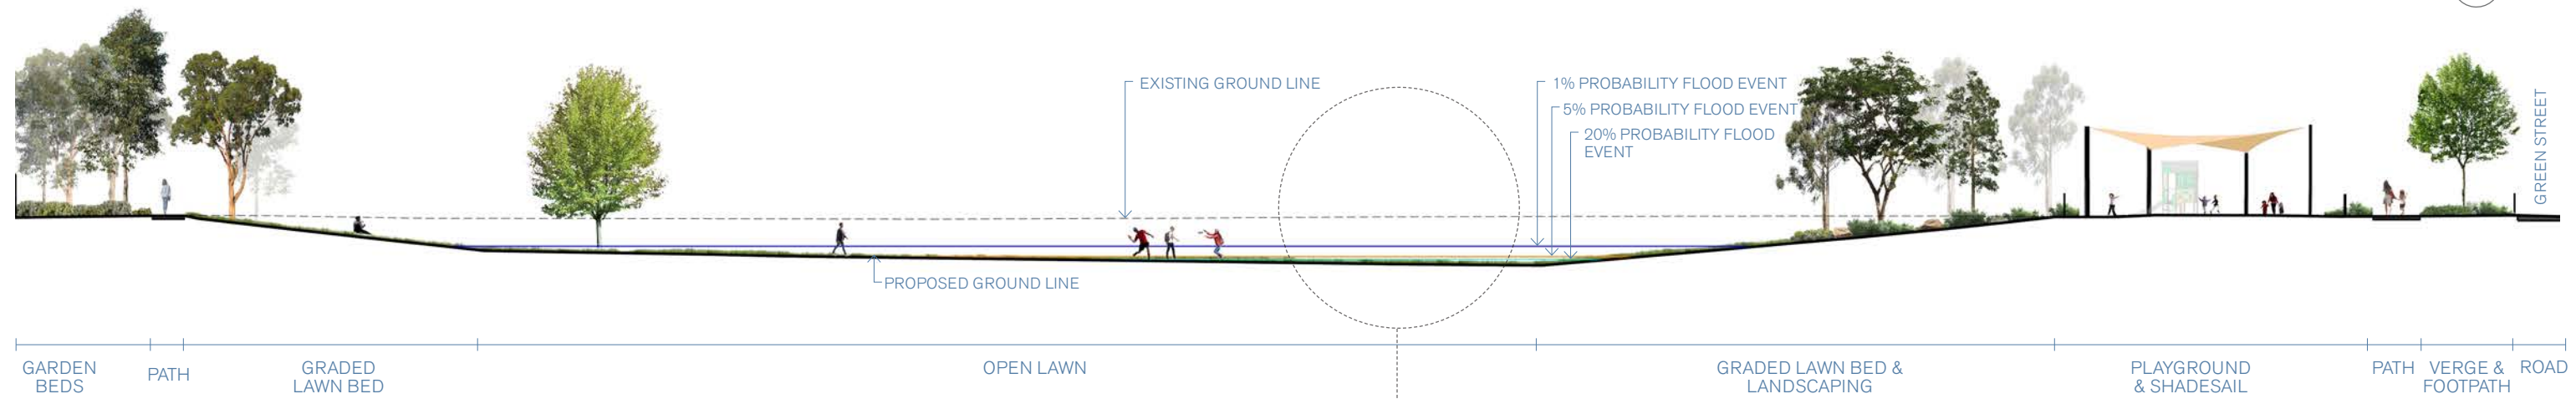 EXISTING GROUND LINE
1% PROBABILITY FLOOD EVENT
5% PROBABILITY FLOOD EVENT
20% PROBABILITY FLOOD
EVENT
GREEN STREET
PROPOSED GROUND LINE
GARDEN
BEDS
PATH
GRADED
LAWN BED
OPEN LAWN
GRADED LAWN BED &
LANDSCAPING
PLAYGROUND
& SHADESAIL
PATH
VERGE &
FOOTPATH
ROAD